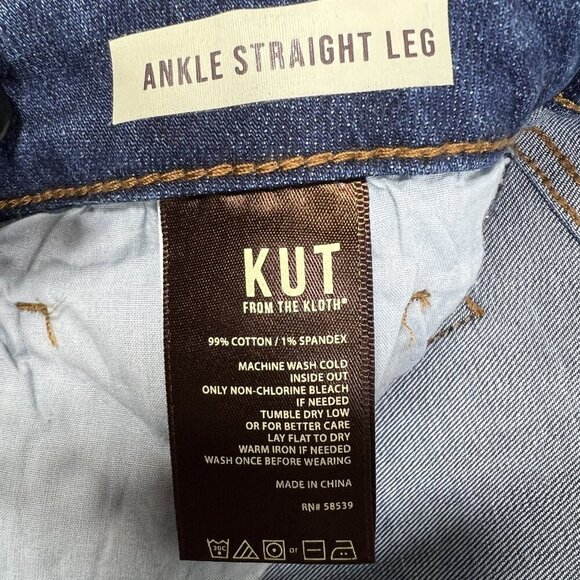 ANKLE STRAIGHT LEG
KUT
FROM THE KLOTH®
99% COTTON / 1% SPANDEX
MACHINE WASH COLD
INSIDE OUT
ONLY NON-CHLORINE BLEACH
IF NEEDED
TUMBLE DRY LOW
OR FOR BETTER CARE
LAY FLAT TO DRY
WARM IRON IF NEEDED
WASH ONCE BEFORE WEARING
MADE IN CHINA
RN# 58539
30C or